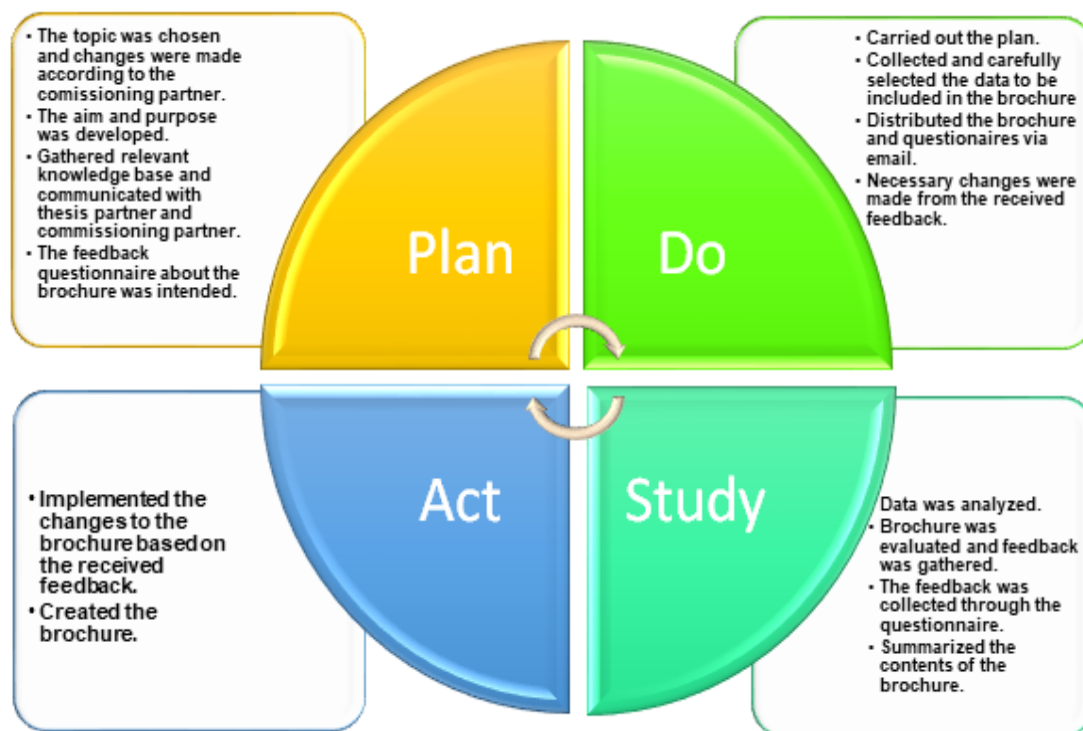 • The topic was chosen
and changes were made
according to the
comissioning partner.
• The aim and purpose
was developed.
• Gathered relevant
knowledge base and
communicated with
thesis partner and
commissioning partner.
• The feedback
questionnaire about the
brochure was intended.
Plan
Do
• Carried out the plan.
• Collected and carefully
selected the data to be
included in the brochure
• Distributed the brochure
and questionaires via
email.
• Necessary changes were
made from the received
feedback.
• Implemented the
changes to the
brochure based on
the received
feedback.
• Created the
brochure.
Act
Study
Data was analyzed.
• Brochure was
evaluated and feedback
was gathered.
• The feedback was
collected through the
questionnaire.
• Summarized the
contents of the
brochure.